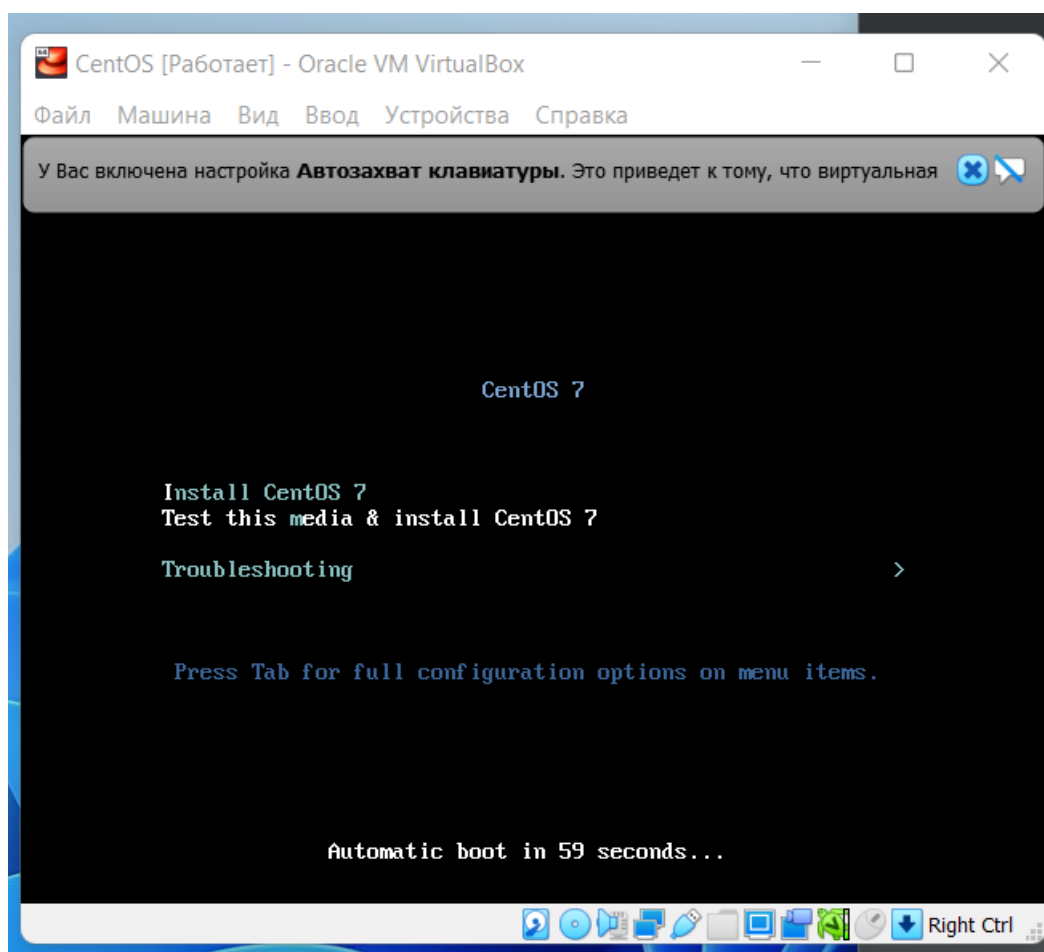 CentOS [Работает] - Oracle VM VirtualBox
Файл Машина Вид Ввод Устройства Справка
У Вас включена настройка Автозахват клавиатуры. Это приведет к тому, что виртуальная
CentOS 7
Install CentOS 7
Test this media & install CentOS 7
Troubleshooting >
Press Tab for full configuration options on menu items.
Automatic boot in 59 seconds...
Right Ctrl